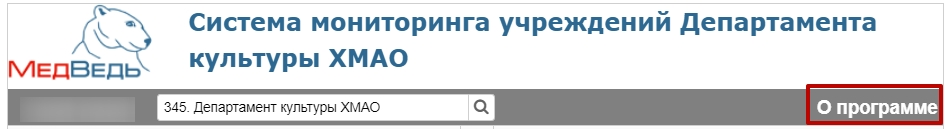 Система мониторинга учреждений Департамента
культуры ХМАО
МедВедь
345. Департамент культуры ХМАО
О программе